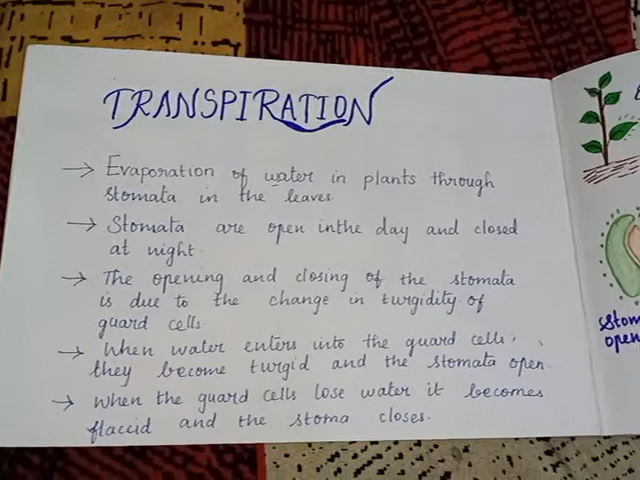 TRANSPIRATION
→ Evaporation of water in plants through
stomata in the leaves
→ Stomata are open inthe day and closed
at night.
→ The opening and closing of the stomata
is due to the change in turgidity of
guard cells.
→ When water enters into the guard cells,
they become turgid and the stomata open.
→ When the guard cells lose water it becomes
flaccid and the stoma closes.
Stom
open